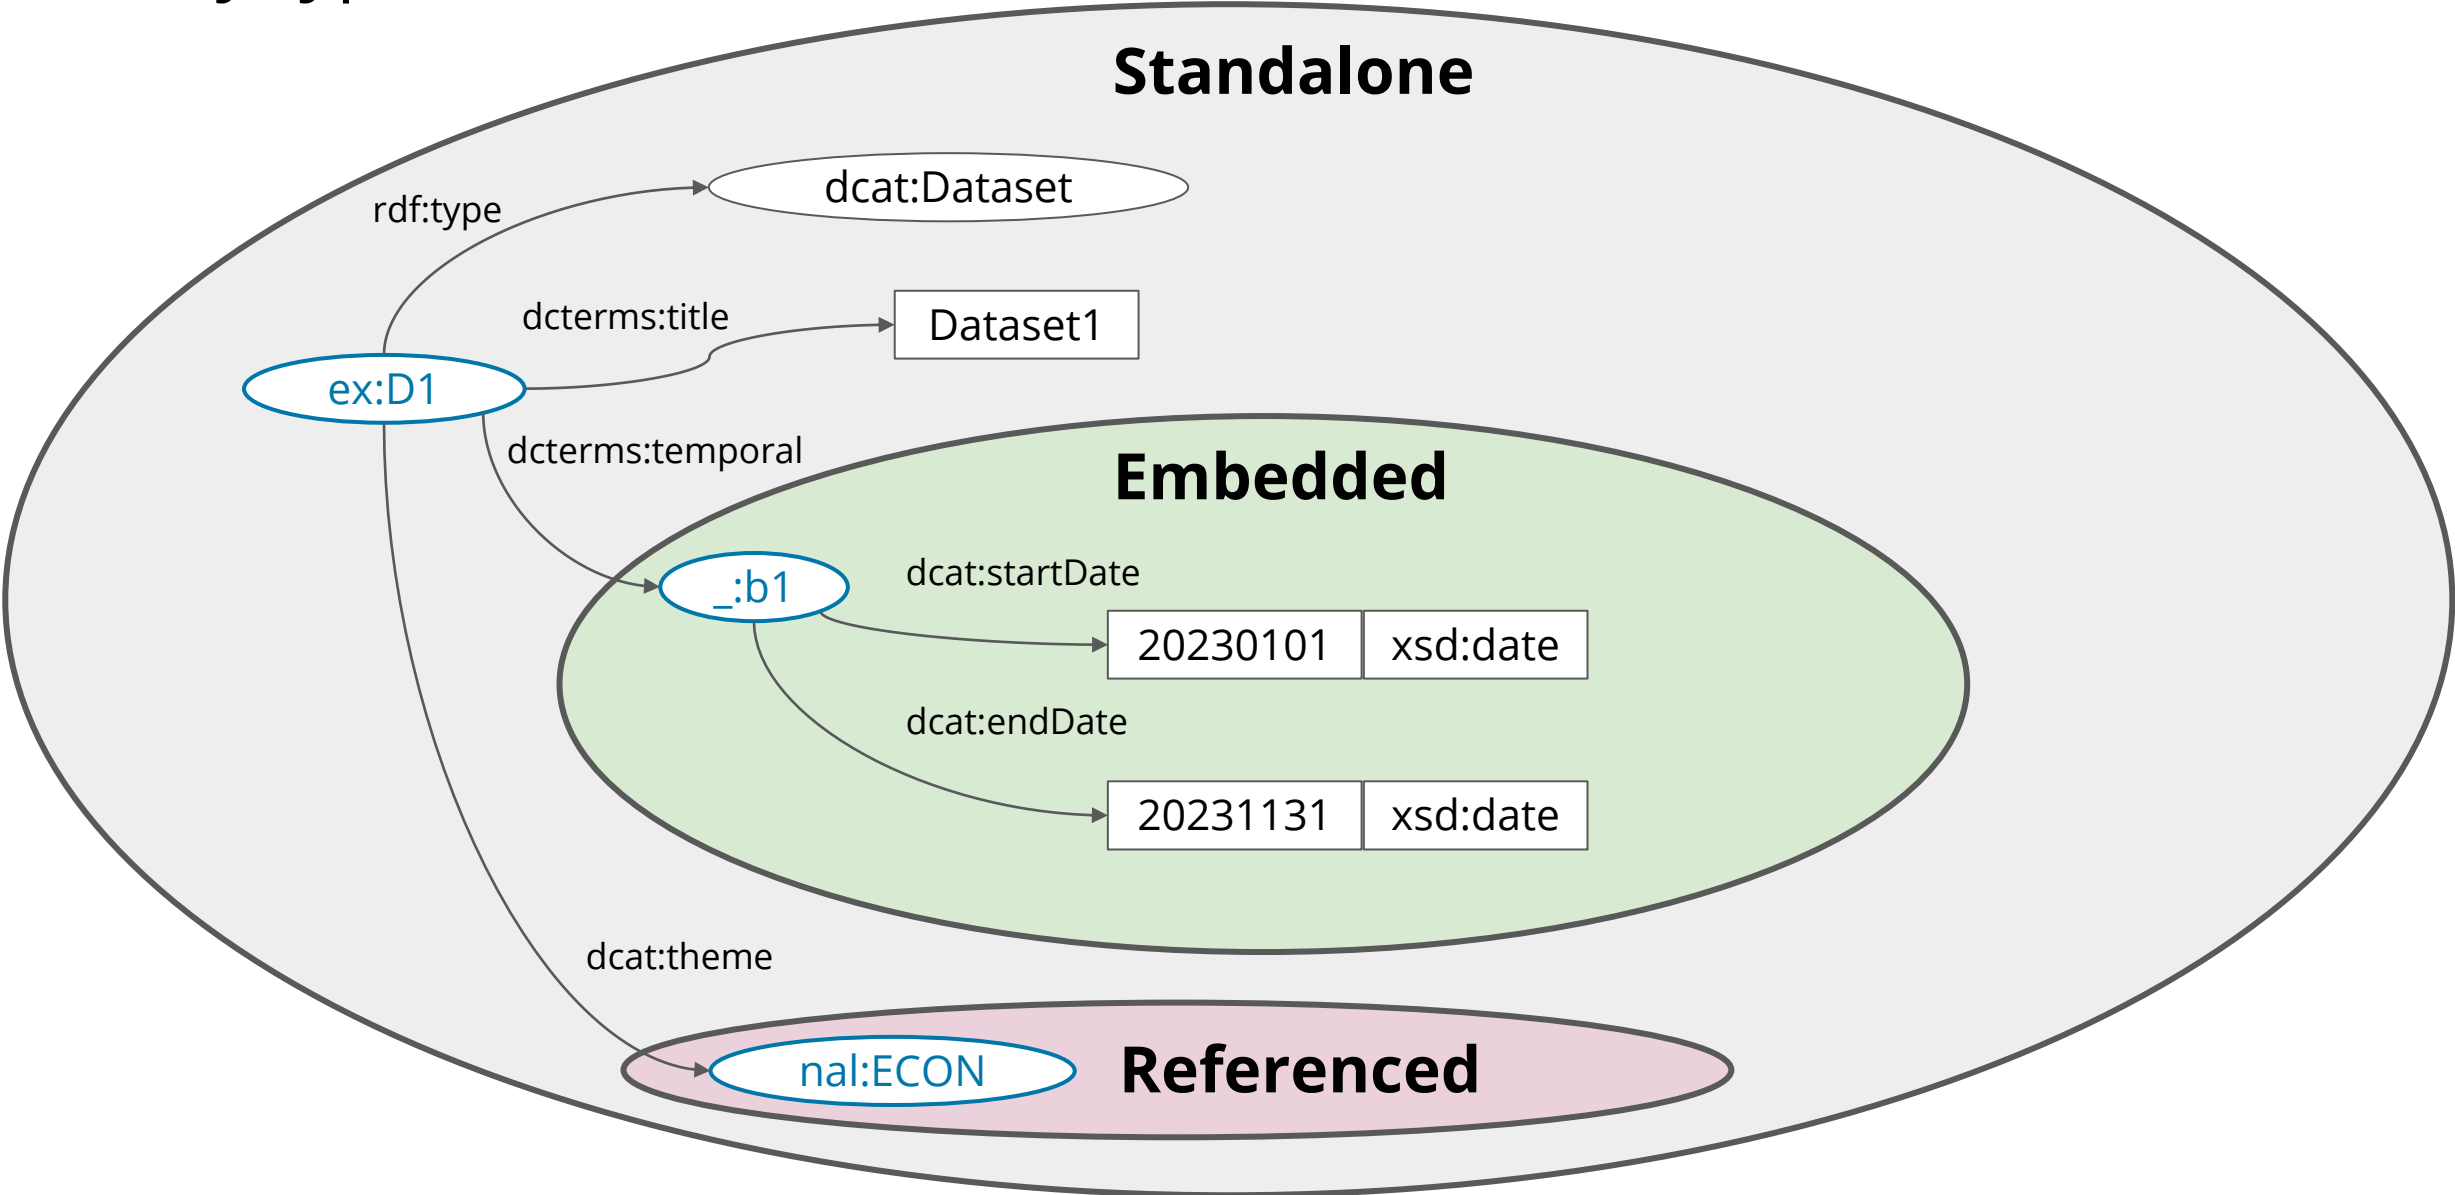 Standalone
dcat:Dataset
rdf:type
dcterms:title
Dataset1
ex:D1
dcterms:temporal
Embedded
_:b1
dcat:startDate
20230101 xsd:date
dcat:endDate
20231131 xsd:date
dcat:theme
nal:ECON
Referenced